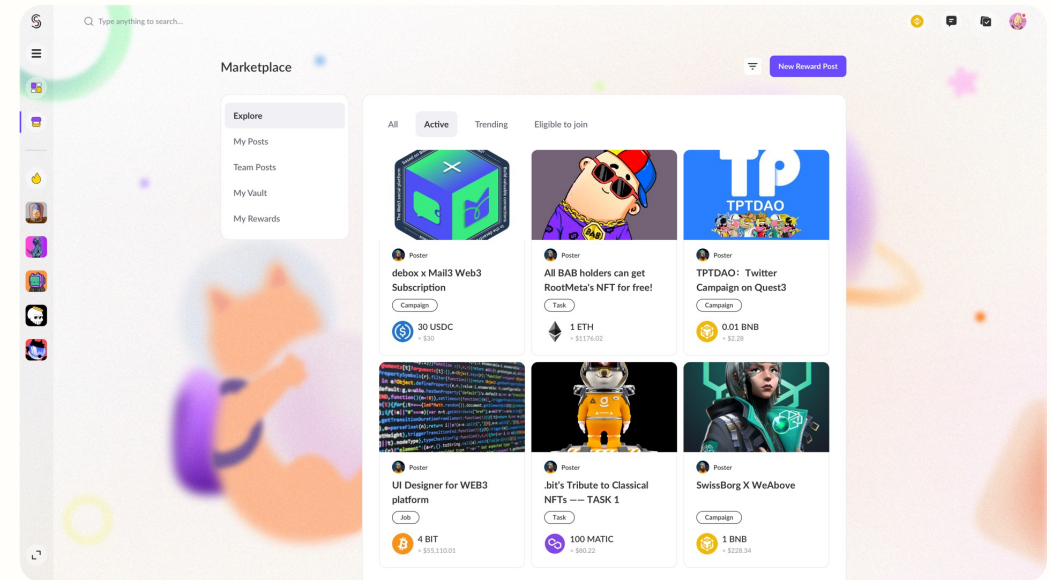 Type anything to search...
Marketplace
New Reward Post
Explore
My Posts
Team Posts
My Vault
My Rewards
All
Active
Trending
Eligible to join
Poster
debox x Mail3 Web3
Subscription
Campaign
30 USDC
≈ $30
BAB
Poster
All BAB holders can get
RootMeta's NFT for free!
Task
1 ETH
≈ $1176.02
TP
TPTDAO
Poster
TPTDAO： Twitter
Campaign on Quest3
Campaign
0.01 BNB
≈ $2.28
Poster
UI Designer for WEB3
platform
Job
4 BIT
≈ $55,110.01
Poster
.bit's Tribute to Classical
NFTs —— TASK 1
Task
100 MATIC
≈ $80.22
Poster
SwissBorg X WeAbove
Campaign
1 BNB
≈ $228.34